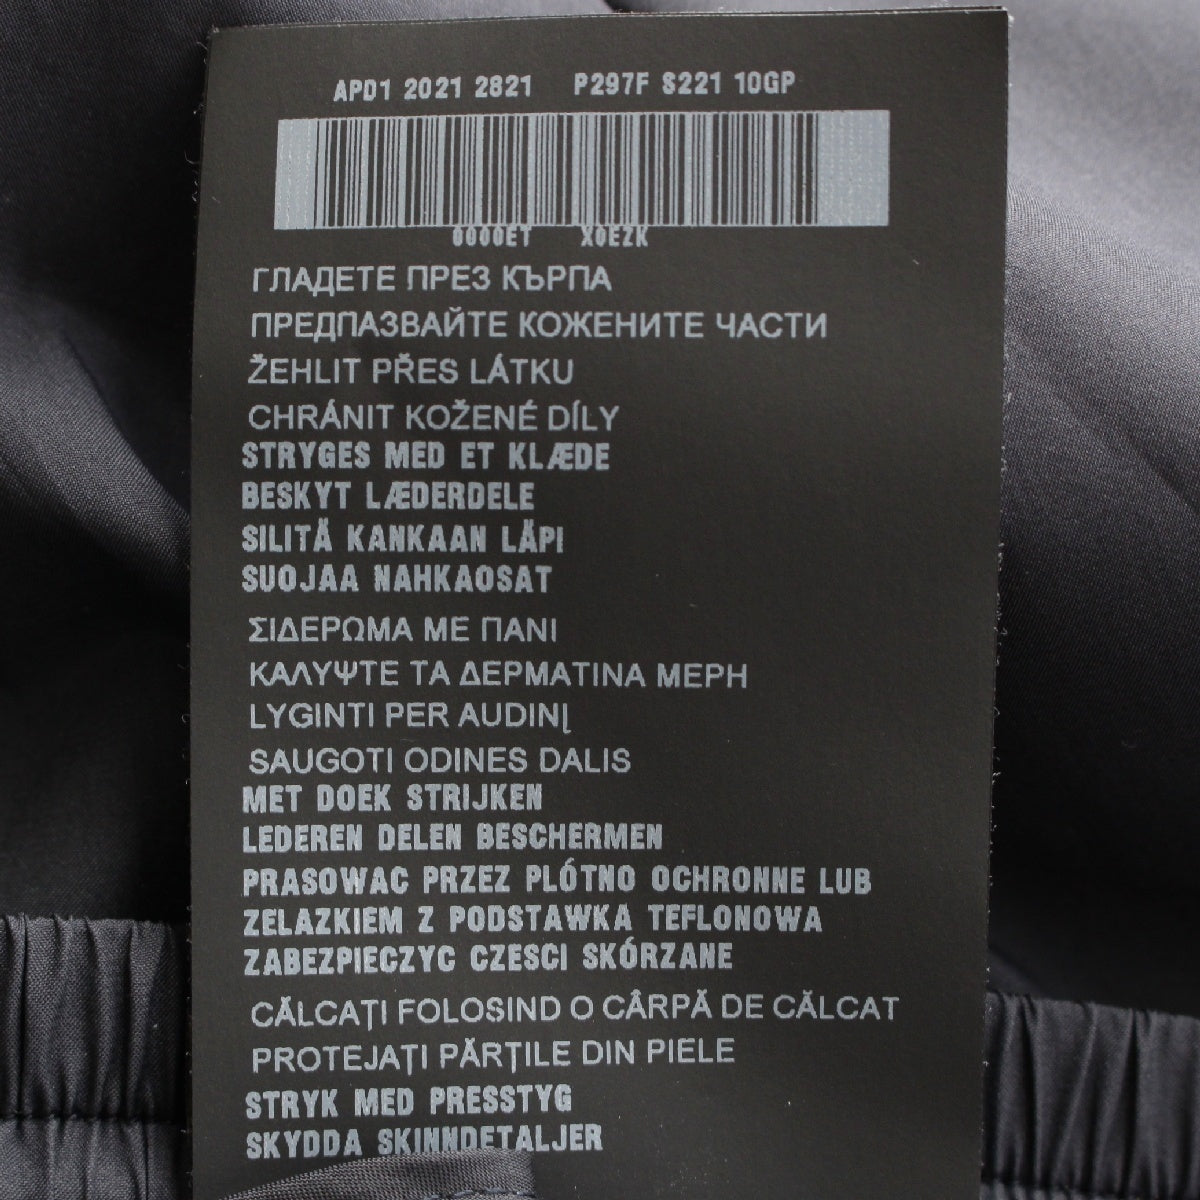 APD1 2021 2821 P297F S221 10GP
0000ET X0EZK
ГЛАДЕТЕ ПРЕЗ КЪРПА
ПРЕДПАЗВАЙТЕ КОЖЕНИТЕ ЧАСТИ
ŽEHLIT PŘES LÁTKU
CHRÁNIT KOŽENÉ DÍLY
STRYGES MED ET KLÆDE
BESKYT LÆDERDELE
SILITÄ KANKAAN LÄPI
SUOJAA NAHKAOSAT
ΣΙΔΕΡΩΜΑ ΜΕ ΠΑΝΙ
ΚΑΛΥΨΤΕ ΤΑ ΔΕΡΜΑΤΙΝΑ ΜΕΡΗ
LYGINTI PER AUDINĮ
SAUGOTI ODINES DALIS
MET DOEK STRIJKEN
LEDEREN DELEN BESCHERMEN
PRASOWAC PRZEZ PLÓTNO OCHRONNE LUB
ZELAZKIEM Z PODSTAWKA TEFLONOWA
ZABEZPIECZYC CZESCI SKÓRZANE
CĂLCAȚI FOLOSIND O CÂRPĂ DE CĂLCAT
PROTEJAȚI PĂRȚILE DIN PIELE
STRYK MED PRESSTYG
SKYDDA SKINNDETALJER